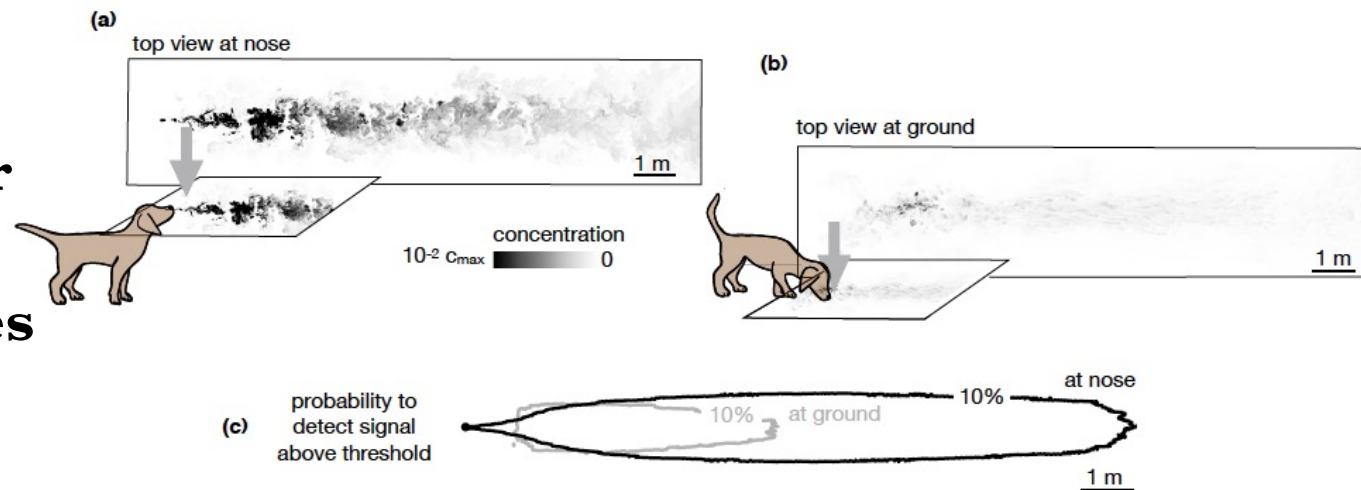 (a)
top view at nose
1 m
concentration
10⁻² cmax 0
(b)
top view at ground
1 m
r
es
(c)
probability to
detect signal
above threshold
10% at ground
10%
at nose
1 m